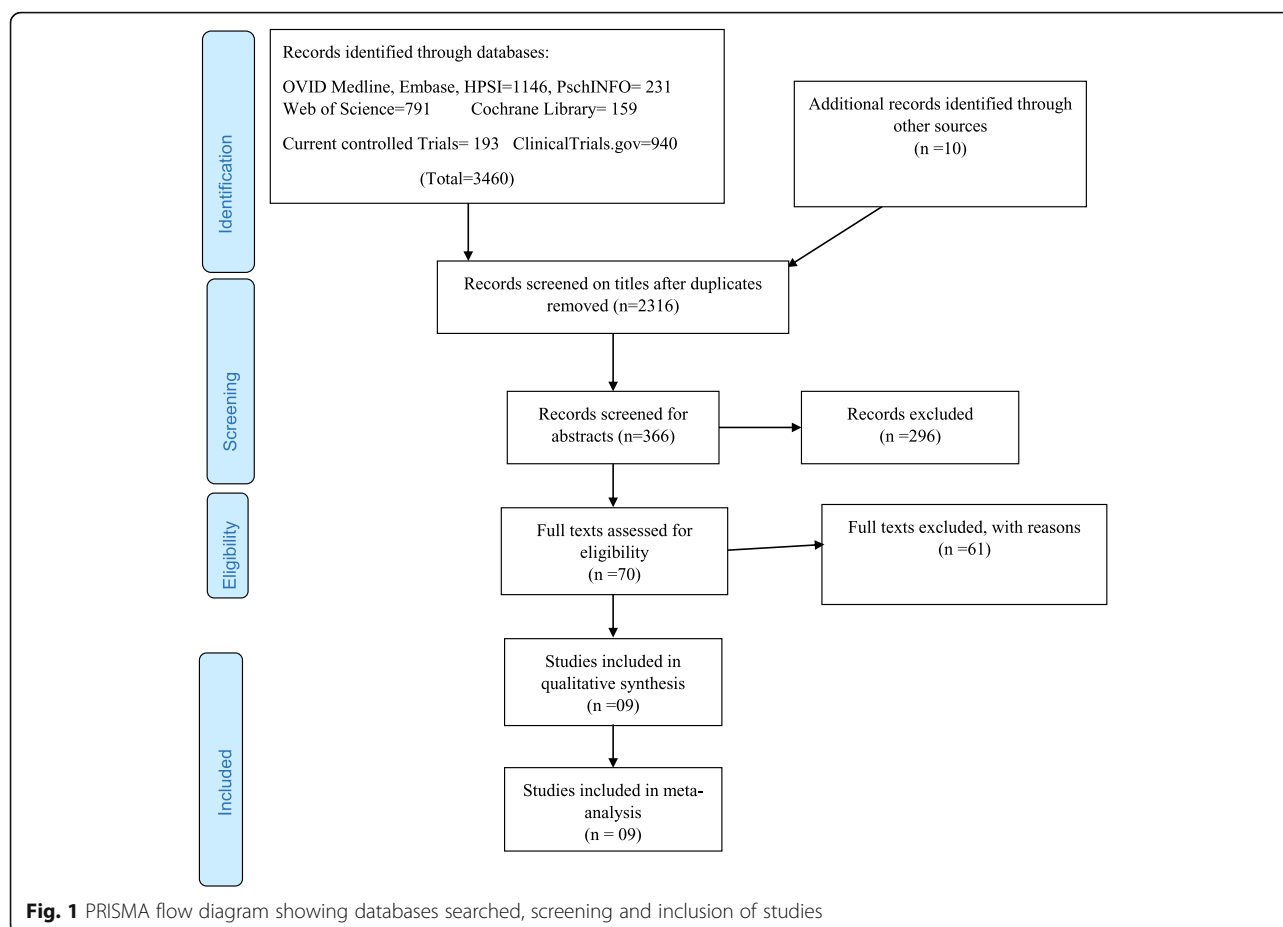 Identification
Records identified through databases:
OVID Medline, Embase, HPSI=1146, PschINFO= 231
Web of Science=791 Cochrane Library= 159
Current controlled Trials= 193 ClinicalTrials.gov=940
(Total=3460)
Additional records identified through
other sources
(n =10)
Records screened on titles after duplicates
removed (n=2316)
Screening
Records screened for
abstracts (n=366)
Records excluded
(n =296)
Eligibility
Full texts assessed for
eligibility
(n =70)
Full texts excluded, with reasons
(n =61)
Included
Studies included in
qualitative synthesis
(n =09)
Studies included in meta-
analysis
(n = 09)
Fig. 1 PRISMA flow diagram showing databases searched, screening and inclusion of studies